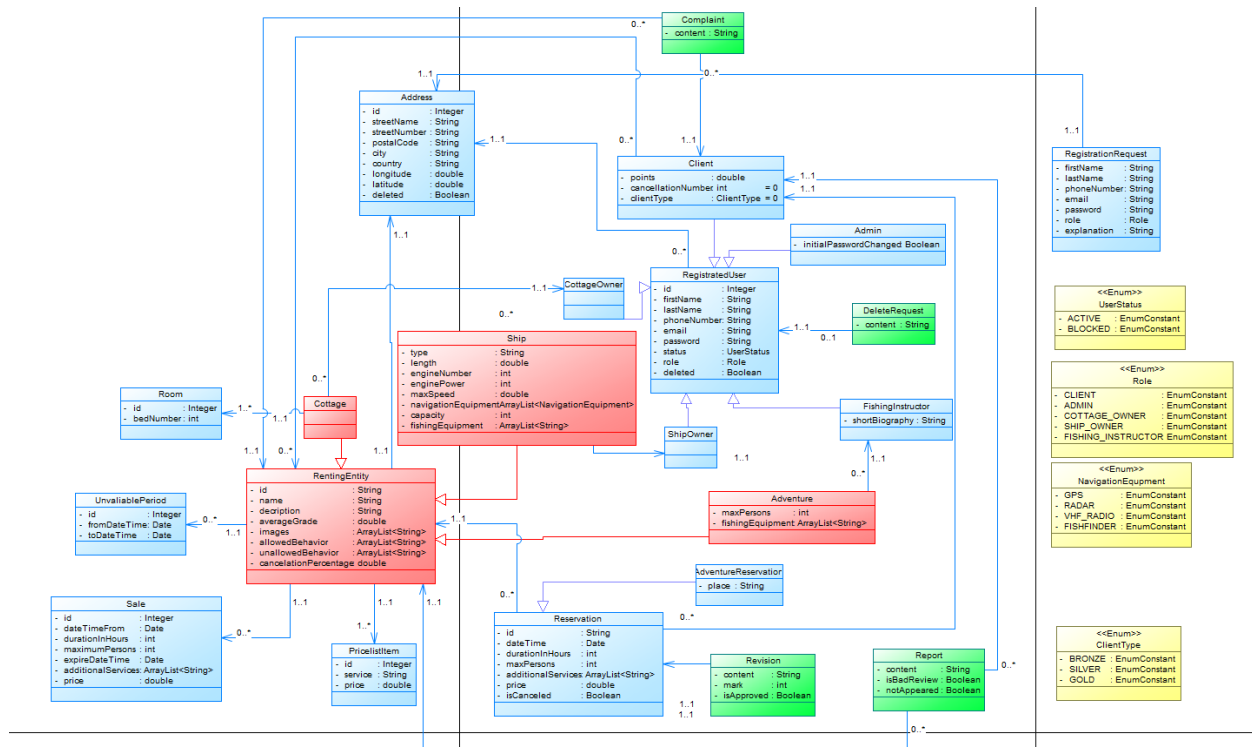 Complaint
- content : String
0..*
0..*
1..1
1..1
0..*
Address
- id : Integer
- streetName : String
- streetNumber : String
- postalCode : String
- city : String
- country : String
- longitude : double
- latitude : double
- deleted : Boolean
1..1
0..*
1..1
1..1
RegistrationRequest
- firstName : String
- lastName : String
- phoneNumber : String
- email : String
- password : String
- role : Role
- explanation : String
Client
- points : double
- cancellationNumber int = 0
- clientType : ClientType = 0
1..1
1..1
1..1
0..*
Admin
- initialPasswordChanged Boolean
RegistratedUser
- id : Integer
- firstName : String
- lastName : String
- phoneNumber : String
- email : String
- password : String
- status : UserStatus
- role : Role
- deleted : Boolean
CottageOwner
1..1
0..*
DeleteRequest
- content : String
1..1
0..1
<<Enum>>
UserStatus
- ACTIVE : EnumConstant
- BLOCKED : EnumConstant
Ship
- type : String
- length : double
- engineNumber : int
- enginePower : int
- maxSpeed : double
- navigationEquipment ArrayList<NavigationEquipment>
- capacity : int
- fishingEquipment : ArrayList<String>
<<Enum>>
Role
- CLIENT : EnumConstant
- ADMIN : EnumConstant
- COTTAGE_OWNER : EnumConstant
- SHIP_OWNER : EnumConstant
- FISHING_INSTRUCTOR EnumConstant
Room
- id : Integer
- bedNumber : int
1..*
1..1
0..*
Cottage
FishingInstructor
- shortBiography : String
ShipOwner
1..1
1..1
0..*
1..1
0..*
1..1
1..1
0..*
RentingEntity
- id : String
- name : String
- decription : String
- averageGrade : double
- images : ArrayList<String>
- allowedBehavior : ArrayList<String>
- unallowedBehavior : ArrayList<String>
- cancelationPercentage double
<<Enum>>
NavigationEqupment
- GPS : EnumConstant
- RADAR : EnumConstant
- VHF_RADIO : EnumConstant
- FISHFINDER : EnumConstant
UnvaliablePeriod
- id : Integer
- fromDateTime : Date
- toDateTime : Date
0..*
1..1
Adventure
- maxPersons : int
- fishingEquipment ArrayList<String>
1..1
AdventureReservation
- place : String
1..1
1..1
1..1
0..*
0..*
Sale
- id : Integer
- dateTimeFrom : Date
- durationInHours : int
- maximumPersons : int
- expireDateTime : Date
- additionalServices ArrayList<String>
- price : double
0..*
1..*
PricelistItem
- id : Integer
- service : String
- price : double
Reservation
- id : String
- dateTime : Date
- durationInHours : int
- maxPersons : int
- additionalServices ArrayList<String>
- price : double
- isCanceled : Boolean
Revision
- content : String
- mark : int
- isApproved : Boolean
1..1
1..1
Report
- content : String
- isBadReview : Boolean
- notAppeared : Boolean
0..*
0..*
<<Enum>>
ClientType
- BRONZE : EnumConstant
- SILVER : EnumConstant
- GOLD : EnumConstant